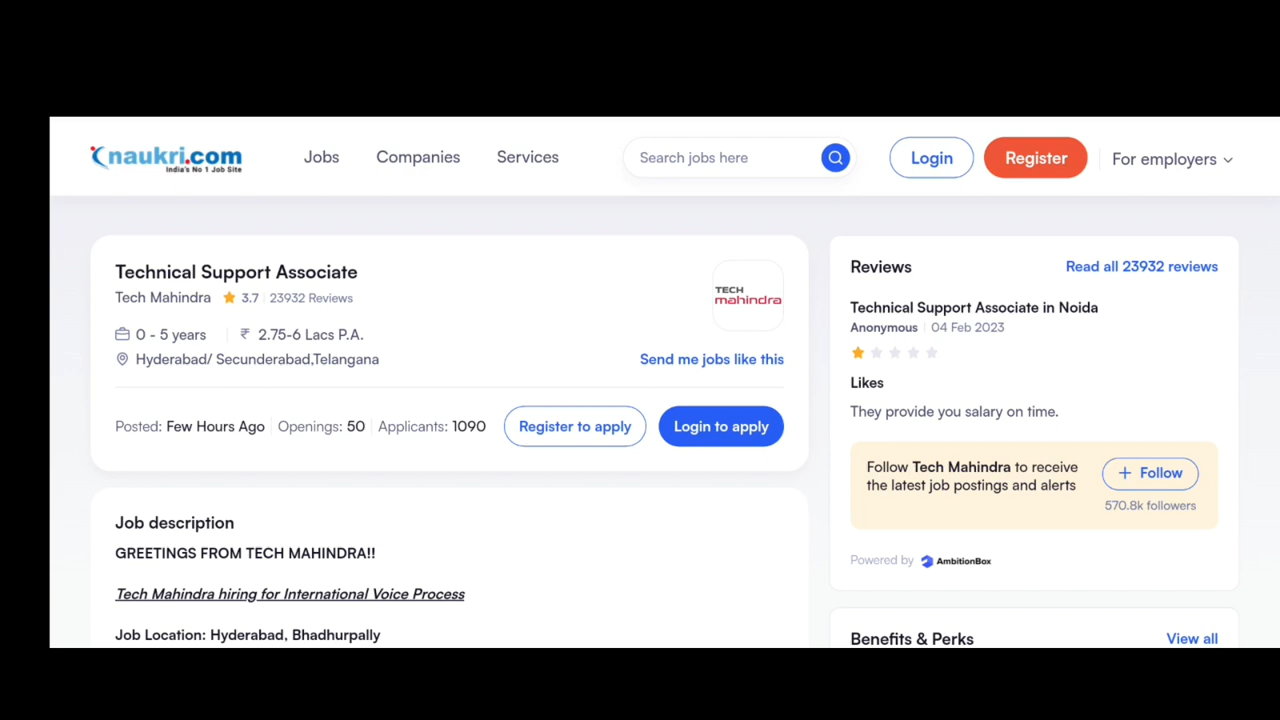 naukri.com
India's No 1 Job Site
Jobs
Companies
Services
Search jobs here
Login
Register
For employers
Technical Support Associate
Tech Mahindra 3.7 23932 Reviews
0 - 5 years ₹ 2.75-6 Lacs P.A.
Hyderabad/ Secunderabad,Telangana
Send me jobs like this
TECH
mahindra
Posted: Few Hours Ago Openings: 50 Applicants: 1090
Register to apply
Login to apply
Job description
GREETINGS FROM TECH MAHINDRA!!
Tech Mahindra hiring for International Voice Process
Job Location: Hyderabad, Bhadhurpally
Reviews
Read all 23932 reviews
Technical Support Associate in Noida
Anonymous 04 Feb 2023
Likes
They provide you salary on time.
Follow Tech Mahindra to receive
the latest job postings and alerts
+ Follow
570.8k followers
Powered by AmbitionBox
Benefits & Perks
View all